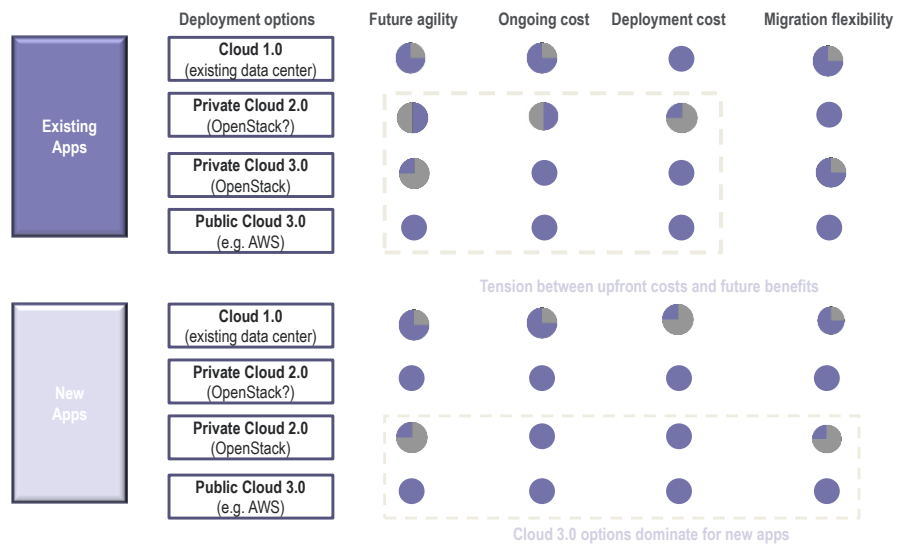 Deployment options Future agility Ongoing cost Deployment cost Migration flexibility
Existing
Apps
Cloud 1.0
(existing data center)
Private Cloud 2.0
(OpenStack?)
Private Cloud 3.0
(OpenStack)
Public Cloud 3.0
(e.g. AWS)
Tension between upfront costs and future benefits
New
Apps
Cloud 1.0
(existing data center)
Private Cloud 2.0
(OpenStack?)
Private Cloud 2.0
(OpenStack)
Public Cloud 3.0
(e.g. AWS)
Cloud 3.0 options dominate for new apps